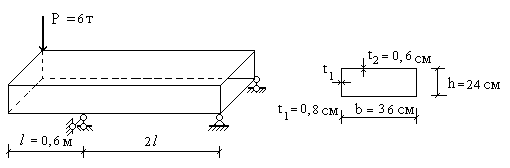 P = 6 т
t₂ = 0,6 см
t₁
h = 24 см
t₁ = 0,8 см
b = 36 см
l = 0,6 м
2l